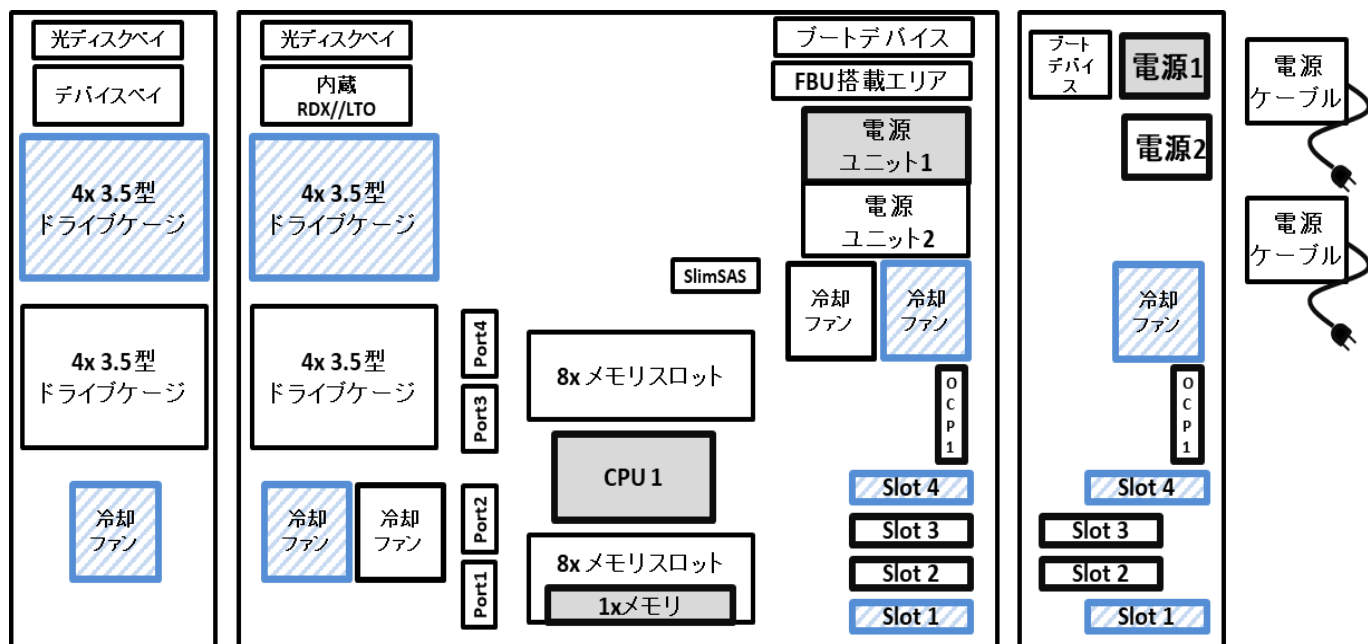 光ディスクベイ
デバイスベイ
4x 3.5型
ドライブケージ
4x 3.5型
ドライブケージ
冷却
ファン
光ディスクベイ
内蔵
RDX//LTO
4x 3.5型
ドライブケージ
4x 3.5型
ドライブケージ
冷却
ファン
冷却
ファン
Port4
Port3
Port2
Port1
SlimSAS
8x メモリスロット
CPU 1
8x メモリスロット
1xメモリ
ブートデバイス
FBU搭載エリア
電源
ユニット1
電源
ユニット2
冷却
ファン
冷却
ファン
O
C
P
1
Slot 4
Slot 3
Slot 2
Slot 1
ブート
デバイ
ス
電源1
電源2
冷却
ファン
O
C
P
1
Slot 4
Slot 3
Slot 2
Slot 1
電源
ケーブル
電源
ケーブル